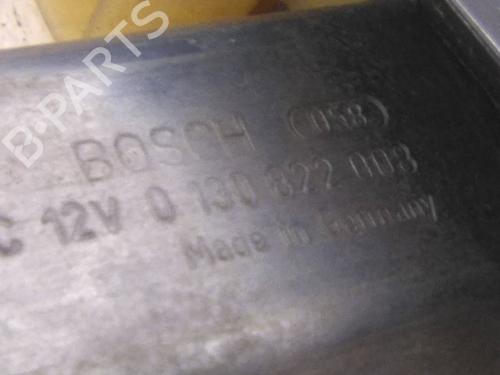 B-PARTS
BOSCH (058)
C 12V 0 130 822 008
Made in Germany